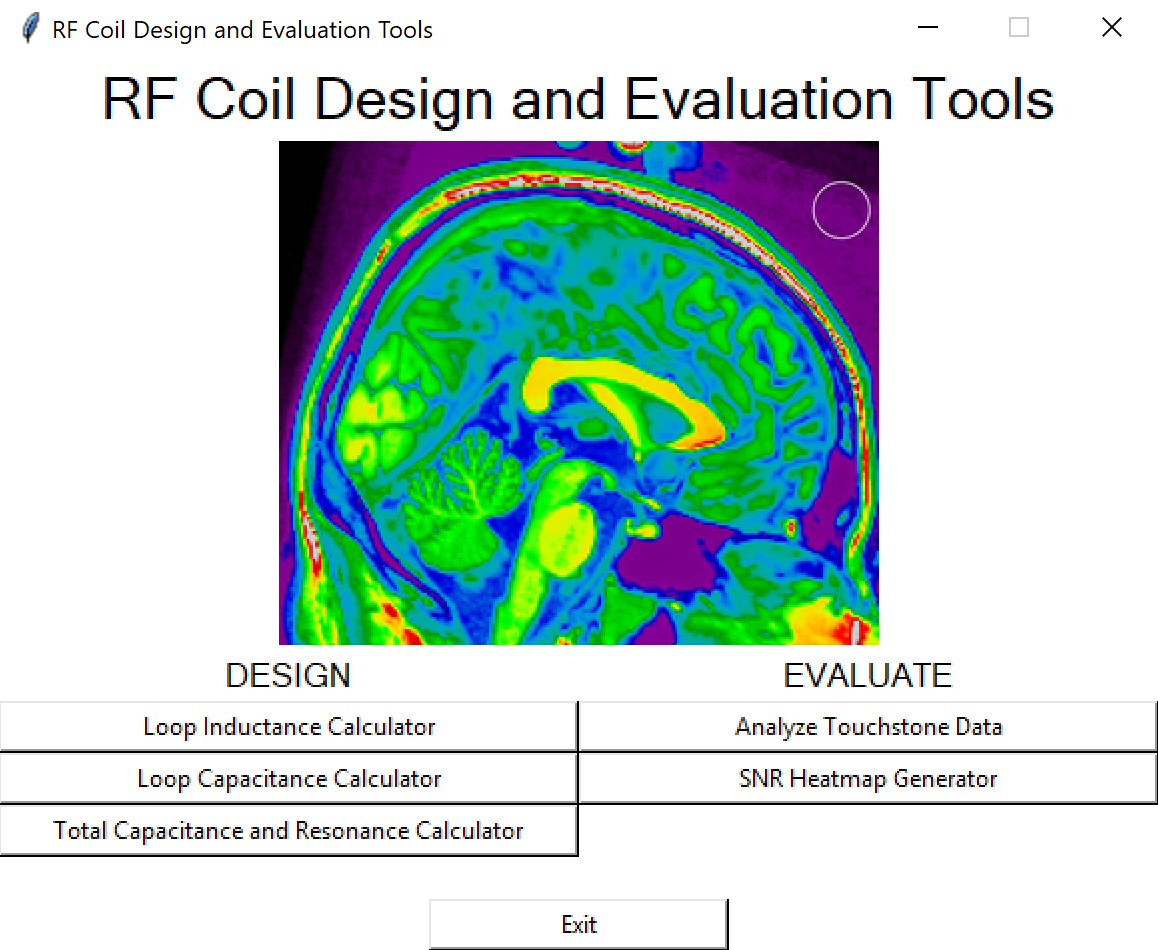 RF Coil Design and Evaluation Tools
RF Coil Design and Evaluation Tools
DESIGN
Loop Inductance Calculator
Loop Capacitance Calculator
Total Capacitance and Resonance Calculator
EVALUATE
Analyze Touchstone Data
SNR Heatmap Generator
Exit